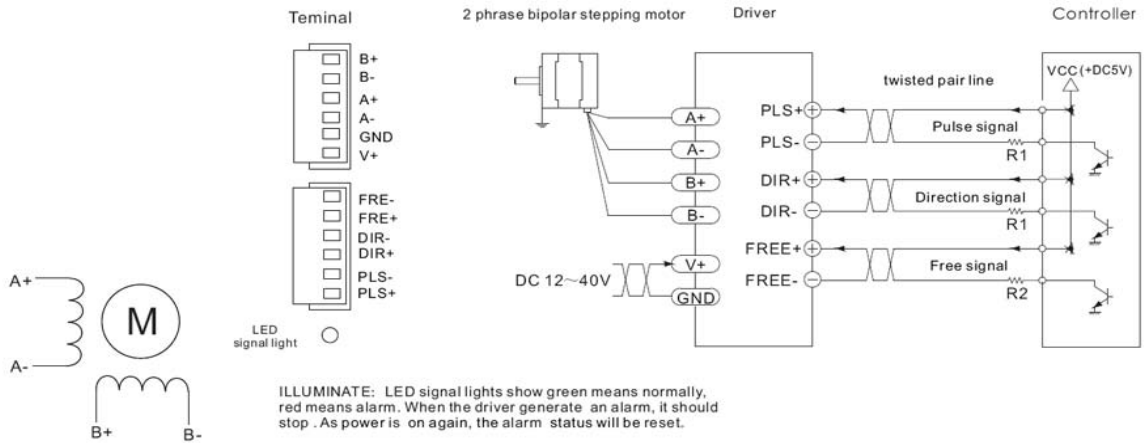 Teminal
2 phrase bipolar stepping motor
Driver
Controller
B+
B-
A+
A-
GND
V+
FRE-
FRE+
DIR-
DIR+
PLS-
PLS+
LED
signal light
A+
A-
M
B+
B-
A+
A-
B+
B-
DC 12~40V
V+
GND
PLS+
PLS-
DIR+
DIR-
FREE+
FREE-
twisted pair line
Pulse signal
R1
Direction signal
R1
Free signal
R2
VCC(+DC5V)
ILLUMINATE: LED signal lights show green means normally,
red means alarm. When the driver generate an alarm, it should
stop . As power is on again, the alarm status will be reset.